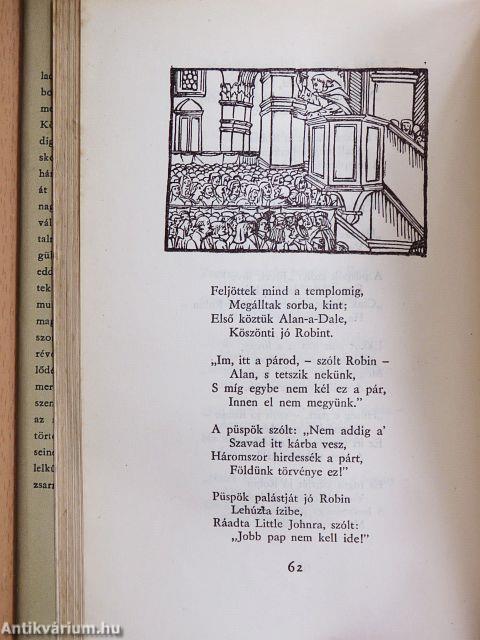 Feljöttek mind a templomig,
Megálltak sorba, kint;
Első köztük Alan-a-Dale,
Köszönti jó Robint.
„Im, itt a párod, – szólt Robin –
Alan, s tetszik nekünk,
S míg egybe nem kél ez a pár,
Innen el nem megyünk.”
A püspök szólt: „Nem addig a'
Szavad itt kárba vesz,
Háromszor hirdessék a párt,
Földünk törvénye ez!”
Püspök palástját jó Robin
Lehúzta ízibe,
Ráadta Little Johnra, szólt:
„Jobb pap nem kell ide!”
62
Antikvárium.hu